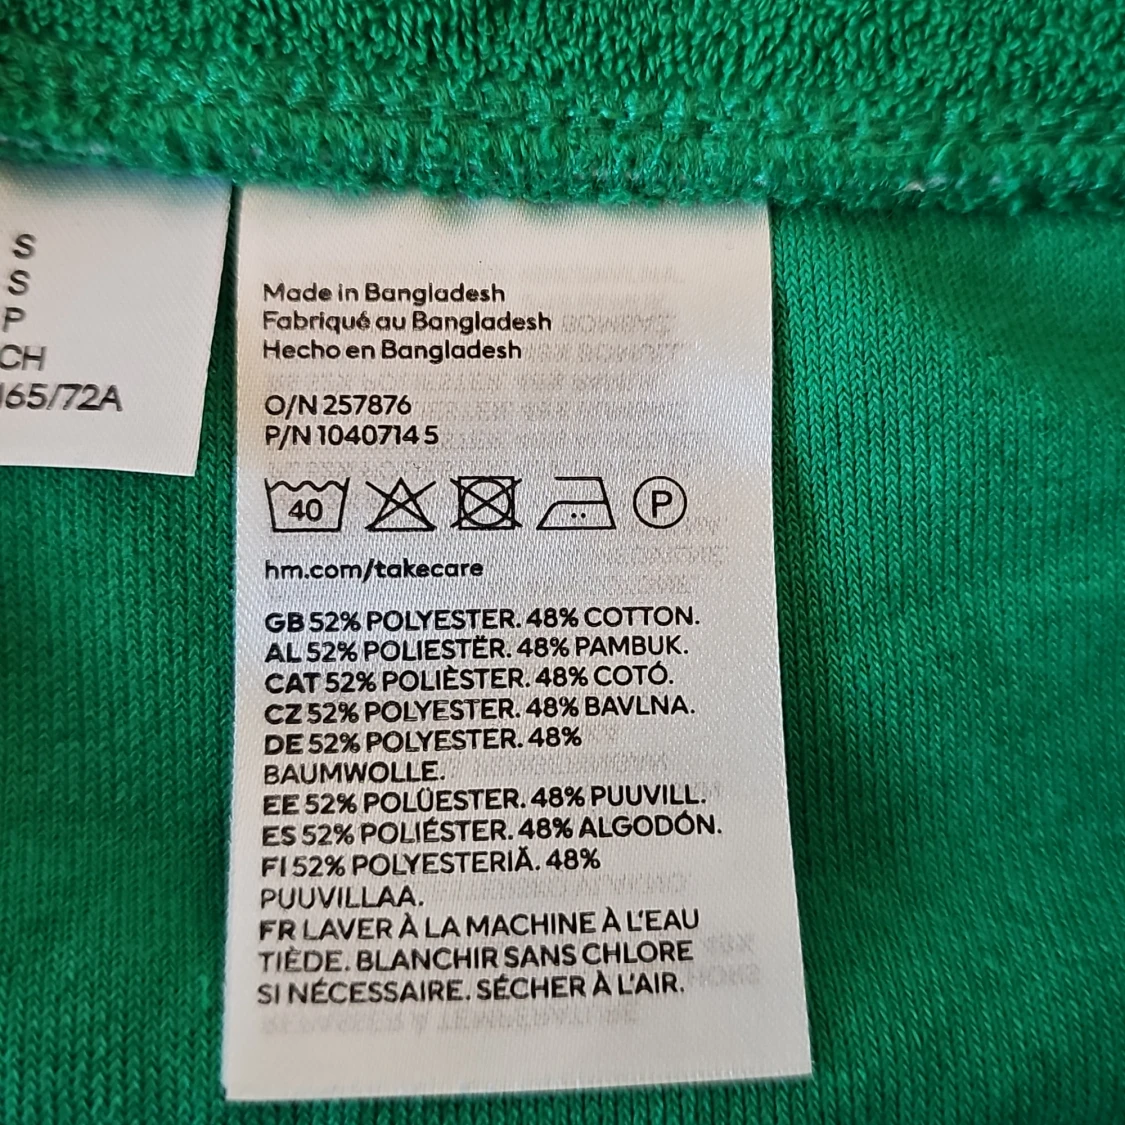 S
S
P
CH
165/72A
Made in Bangladesh
Fabriqué au Bangladesh
Hecho en Bangladesh
O/N 257876
P/N 1040714 5
40
P
hm.com/takecare
GB 52% POLYESTER. 48% COTTON.
AL 52% POLIESTËR. 48% PAMBUK.
CAT 52% POLIÈSTER. 48% COTÓ.
CZ 52% POLYESTER. 48% BAVLNA.
DE 52% POLYESTER. 48%
BAUMWOLLE.
EE 52% POLÜESTER. 48% PUUVILL.
ES 52% POLIÉSTER. 48% ALGODÓN.
FI 52% POLYESTERIÄ. 48%
PUUVILLAA.
FR LAVER À LA MACHINE À L'EAU
TIÈDE. BLANCHIR SANS CHLORE
SI NÉCESSAIRE. SÉCHER À L'AIR.